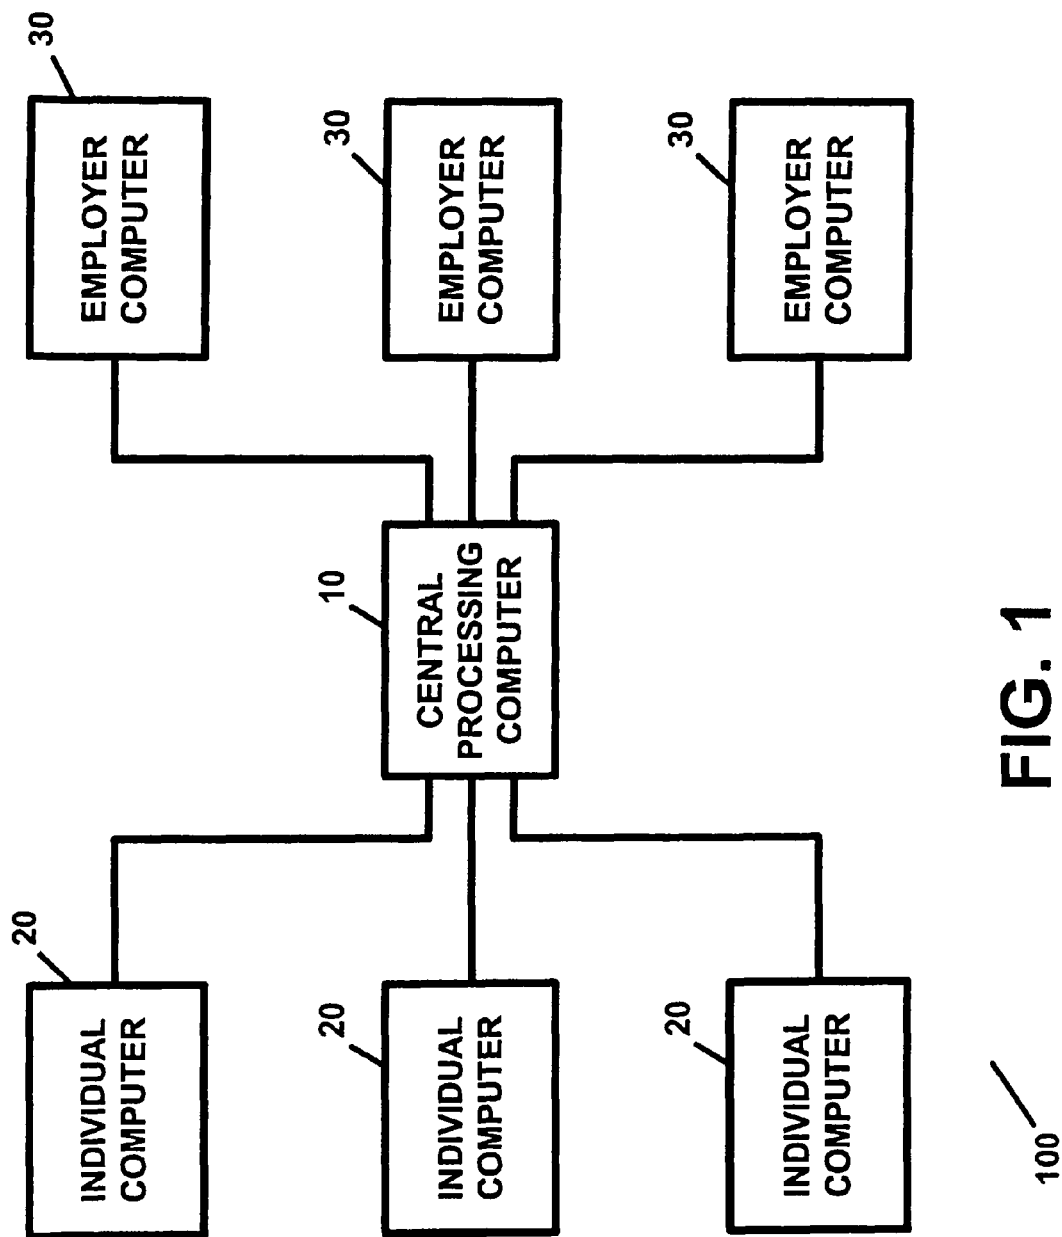 20
INDIVIDUAL
COMPUTER
20
INDIVIDUAL
COMPUTER
20
INDIVIDUAL
COMPUTER
10
CENTRAL
PROCESSING
COMPUTER
30
EMPLOYER
COMPUTER
30
EMPLOYER
COMPUTER
30
EMPLOYER
COMPUTER
100
FIG. 1